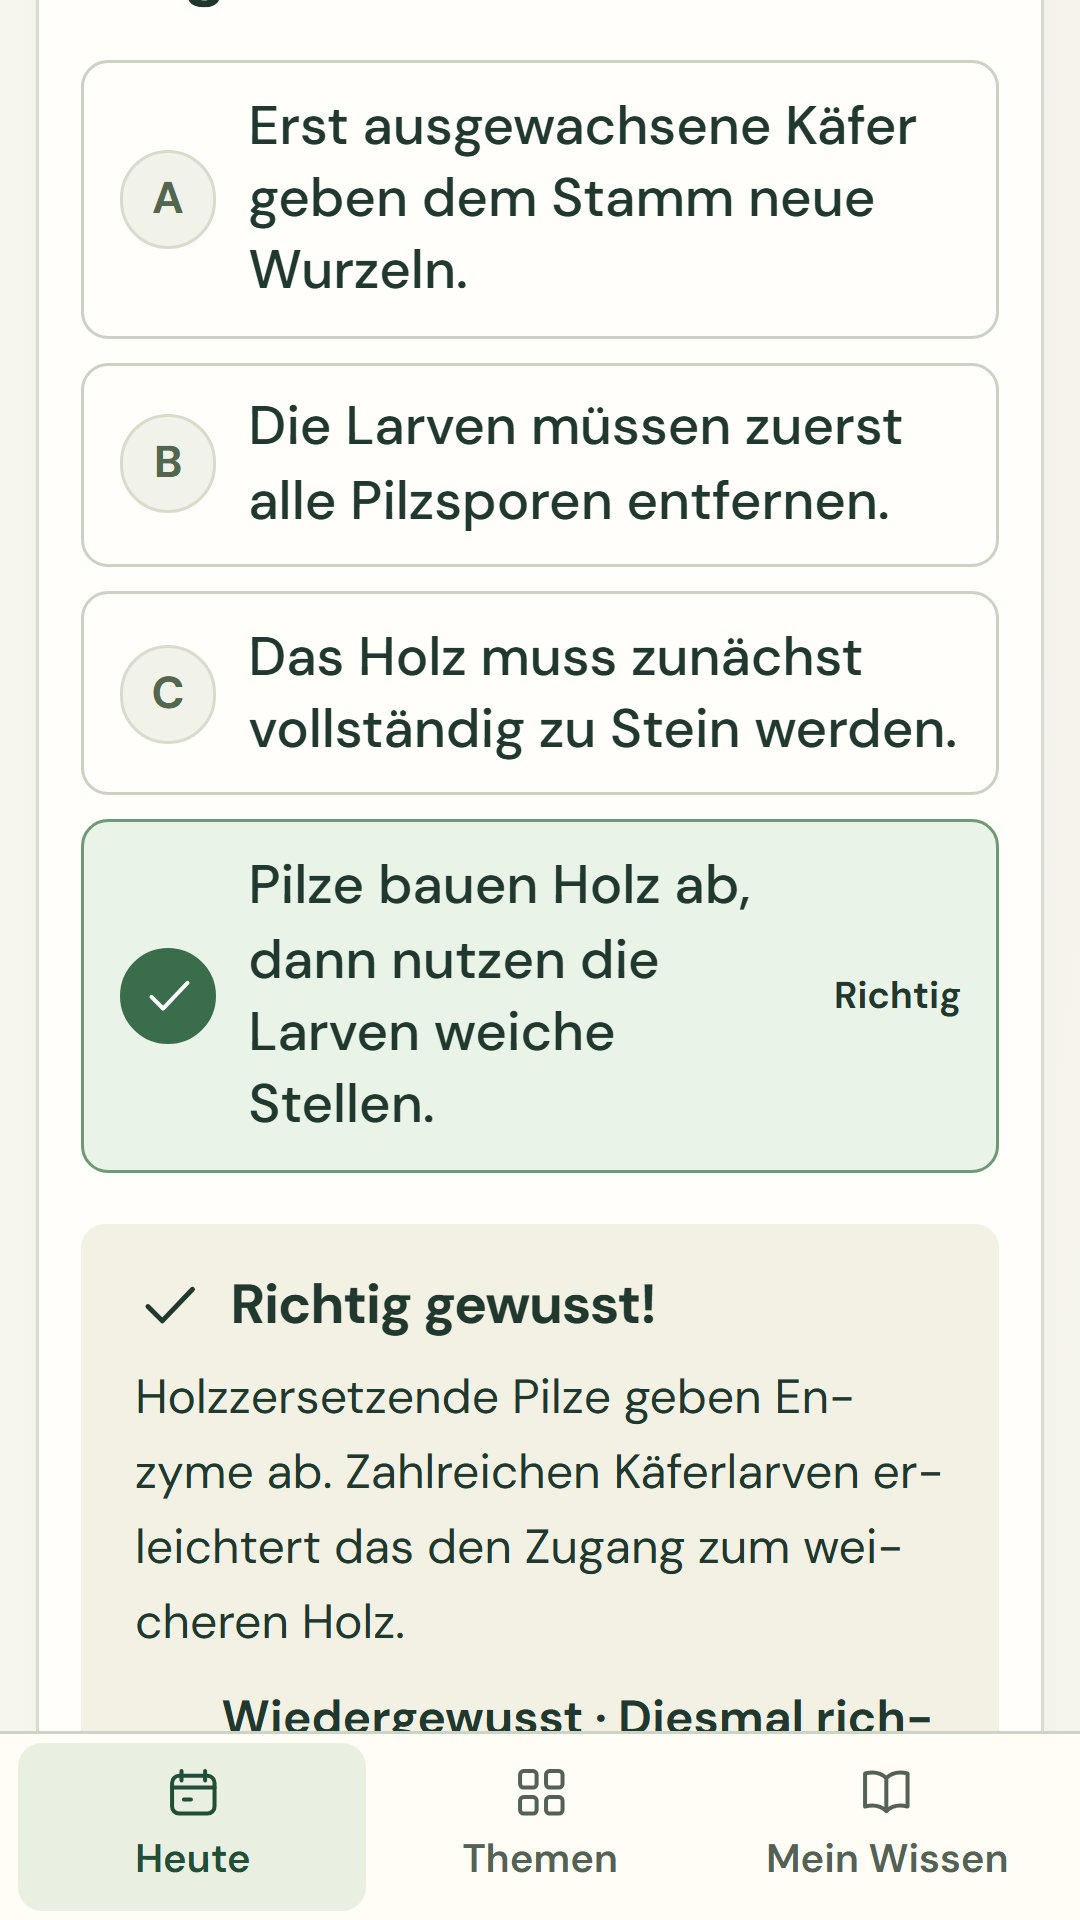 A
Erst ausgewachsene Käfer
geben dem Stamm neue
Wurzeln.
B
Die Larven müssen zuerst
alle Pilzsporen entfernen.
C
Das Holz muss zunächst
vollständig zu Stein werden.
Pilze bauen Holz ab,
dann nutzen die
Larven weiche
Stellen.
Richtig
Richtig gewusst!
Holzzersetzende Pilze geben En-
zyme ab. Zahlreichen Käferlarven er-
leichtert das den Zugang zum wei-
cheren Holz.
Wiedergewusst · Diesmal rich-
Heute
Themen
Mein Wissen